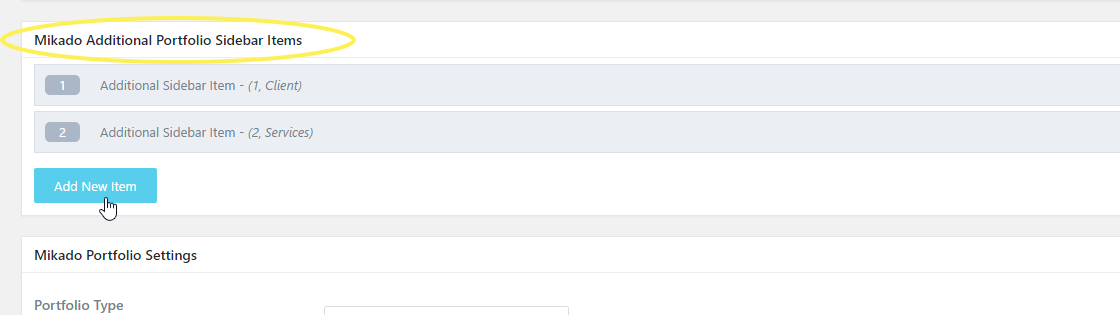 Mikado Additional Portfolio Sidebar Items
1 Additional Sidebar Item - (1, Client)
2 Additional Sidebar Item - (2, Services)
Add New Item
Mikado Portfolio Settings
Portfolio Type